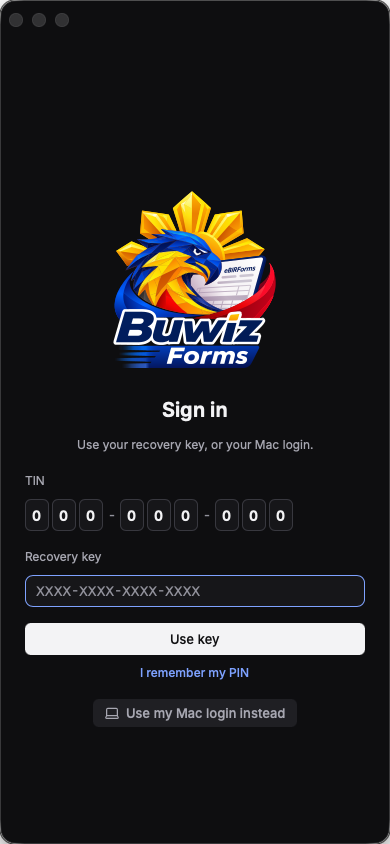 eBIRForms
Buwiz
Forms
Sign in
Use your recovery key, or your Mac login.
TIN
0 0 0 - 0 0 0 - 0 0 0
Recovery key
XXXX-XXXX-XXXX-XXXX
Use key
I remember my PIN
Use my Mac login instead